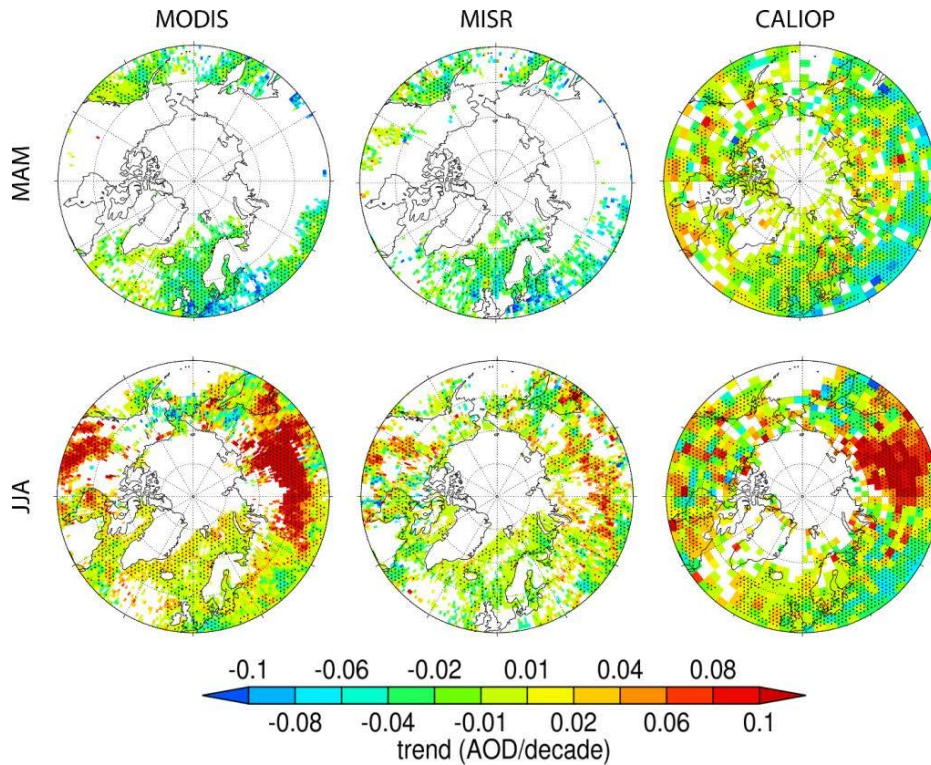 MODIS MISR CALIOP
MAM
JJA
-0.1 -0.06 -0.02 0.01 0.04 0.08
-0.08 -0.04 -0.01 0.02 0.06 0.1
trend (AOD/decade)